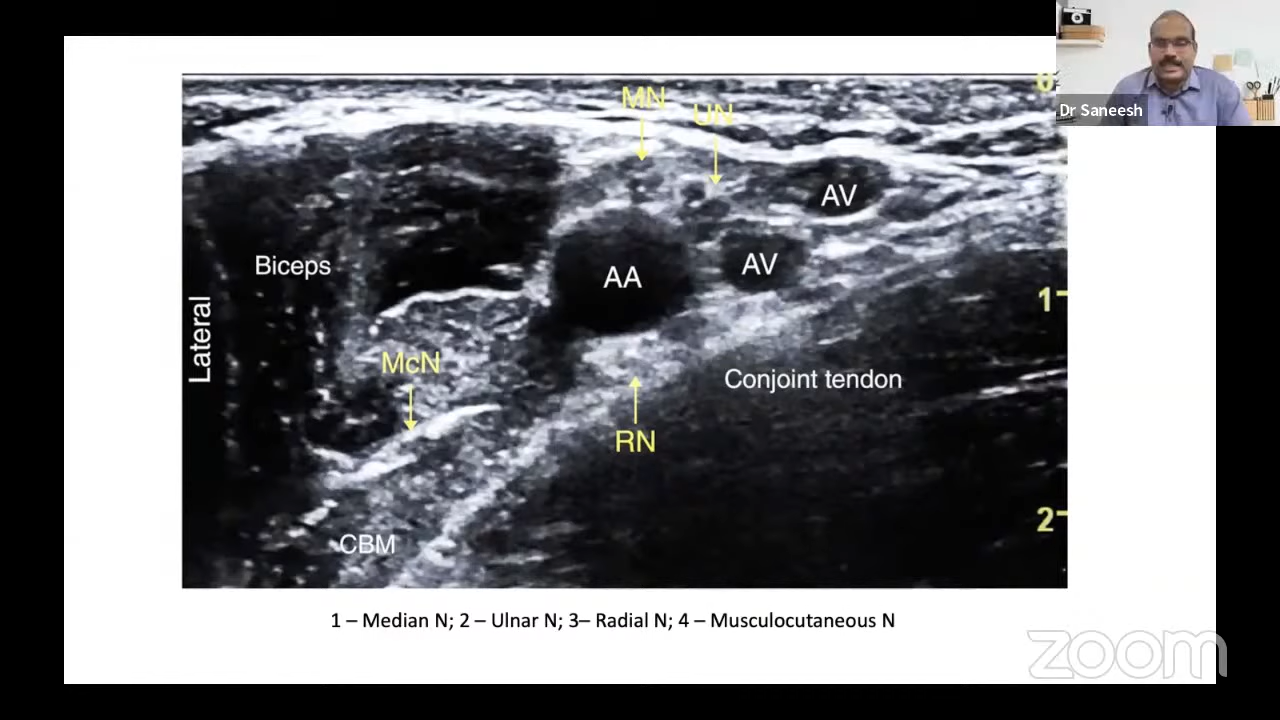 Dr Saneesh
0
MN
UN
AV
Biceps
AA
AV
1
Lateral
McN
Conjoint tendon
RN
2
CBM
1 – Median N; 2 – Ulnar N; 3– Radial N; 4 – Musculocutaneous N
zoom